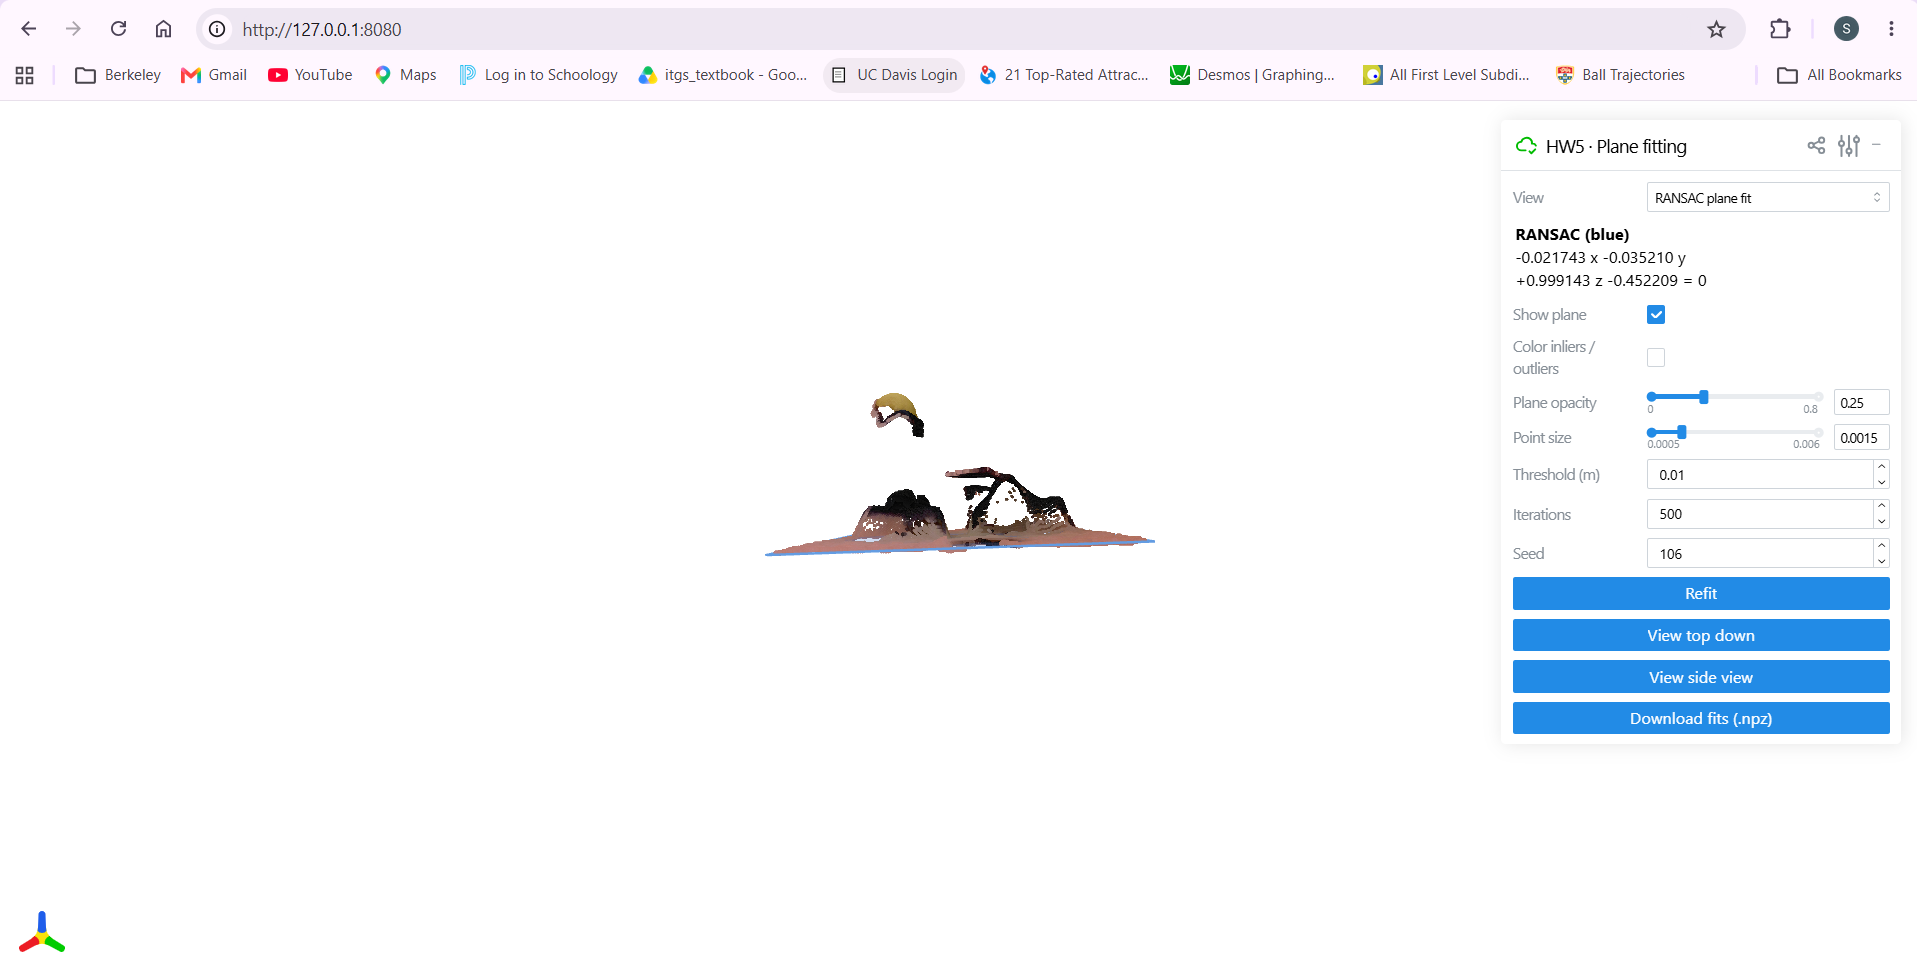 http://127.0.0.1:8080
S
Berkeley
Gmail
YouTube
Maps
Log in to Schoology
itgs_textbook - Goo...
UC Davis Login
21 Top-Rated Attrac...
Desmos | Graphing...
All First Level Subdi...
Ball Trajectories
All Bookmarks
HW5 · Plane fitting
View
RANSAC plane fit
RANSAC (blue)
-0.021743 x -0.035210 y
+0.999143 z -0.452209 = 0
Show plane
Color inliers /
outliers
Plane opacity
0
0.8
0.25
Point size
0.0005
0.006
0.0015
Threshold (m)
0.01
Iterations
500
Seed
106
Refit
View top down
View side view
Download fits (.npz)